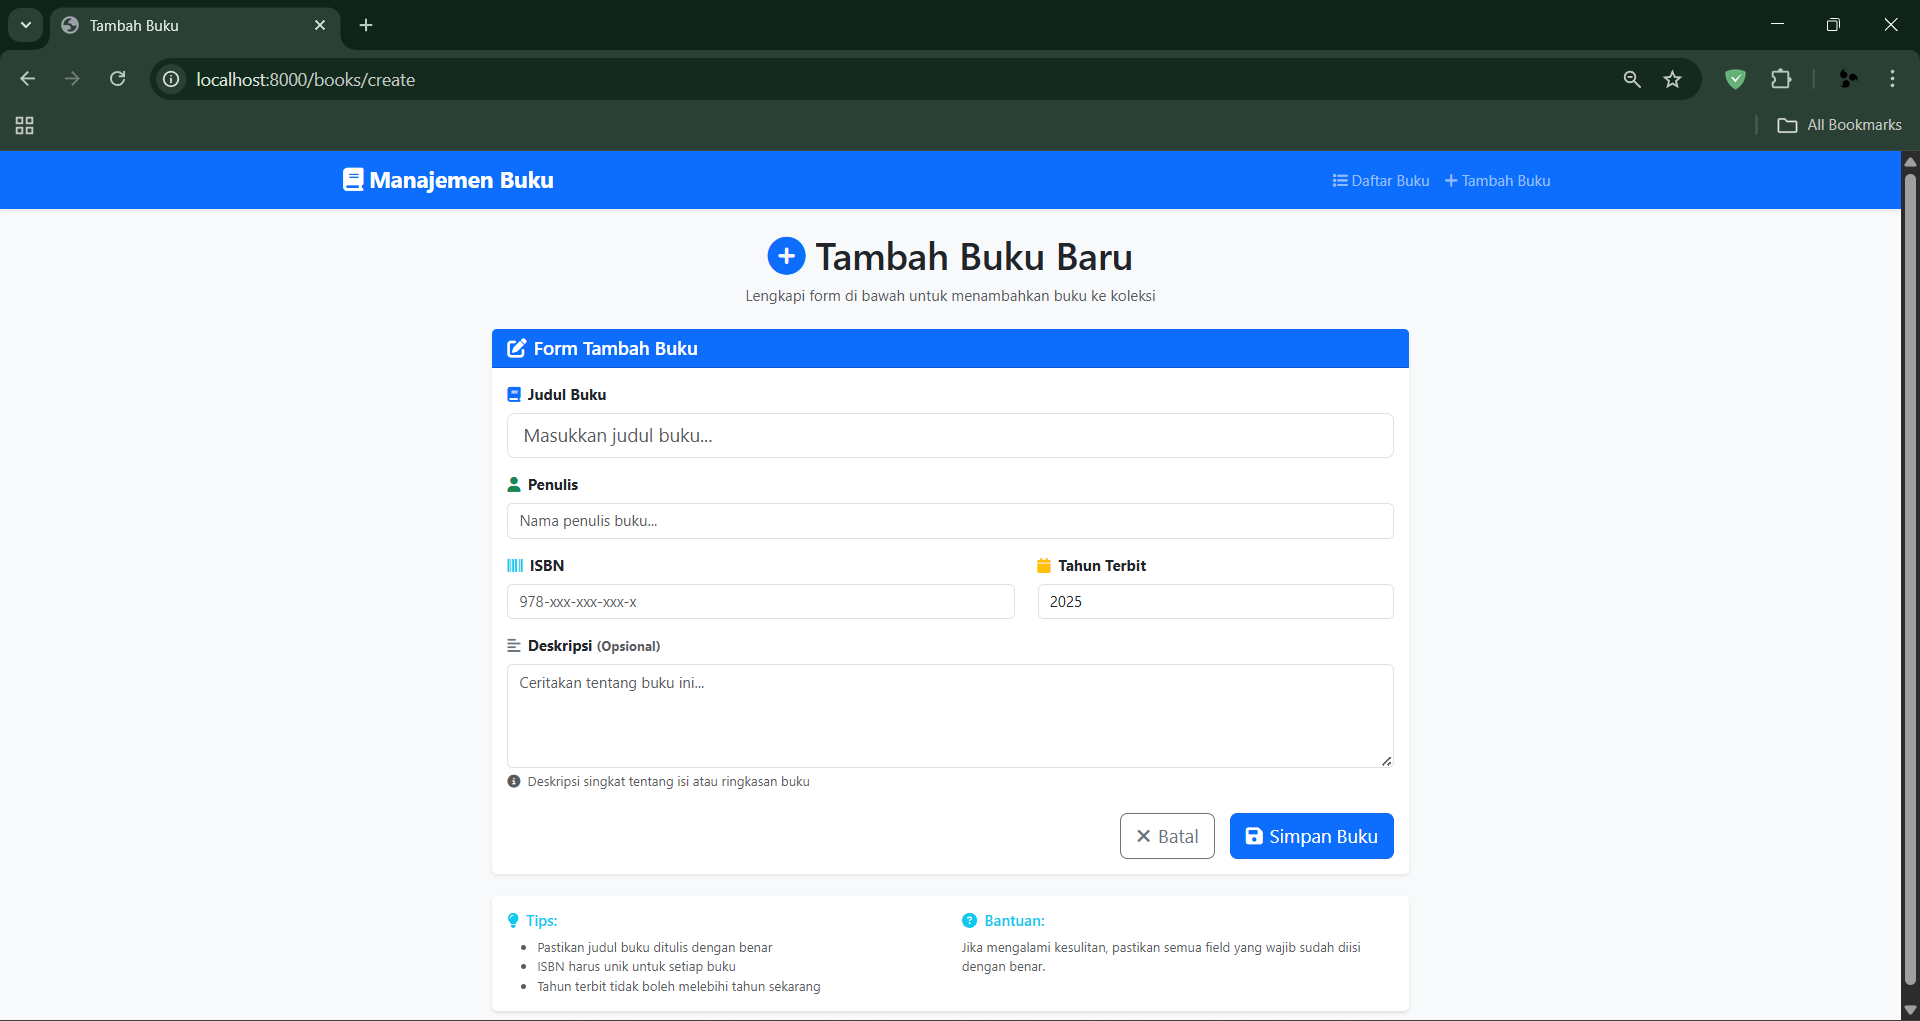 Tambah Buku
localhost:8000/books/create
All Bookmarks
Manajemen Buku
Daftar Buku
Tambah Buku
Tambah Buku Baru
Lengkapi form di bawah untuk menambahkan buku ke koleksi
Form Tambah Buku
Judul Buku
Masukkan judul buku...
Penulis
Nama penulis buku...
ISBN
978-xxx-xxx-xxx-x
Tahun Terbit
2025
Deskripsi (Opsional)
Ceritakan tentang buku ini...
Deskripsi singkat tentang isi atau ringkasan buku
Batal
Simpan Buku
Tips:
Pastikan judul buku ditulis dengan benar
ISBN harus unik untuk setiap buku
Tahun terbit tidak boleh melebihi tahun sekarang
Bantuan:
Jika mengalami kesulitan, pastikan semua field yang wajib sudah diisi
dengan benar.